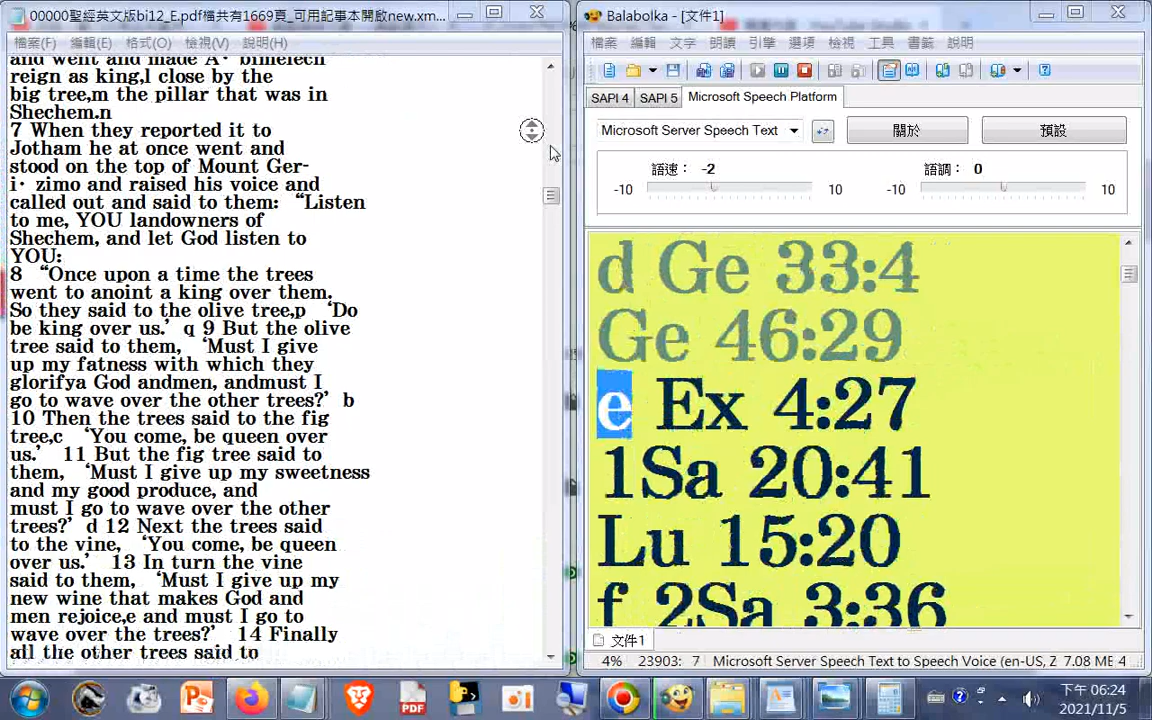 00000聖經英文版bi12_E.pdf檔共有1669頁_可用記事本開啟new.xm...
檔案(F) 編輯(E) 格式(O) 檢視(V) 說明(H)
and went and made A· bimelech
reign as king,l close by the
big tree,m the pillar that was in
Shechem.n
7 When they reported it to
Jotham he at once went and
stood on the top of Mount Ger-
i· zimo and raised his voice and
called out and said to them: “Listen
to me, YOU landowners of
Shechem, and let God listen to
YOU:
8 “Once upon a time the trees
went to anoint a king over them.
So they said to the olive tree,p ‘Do
be king over us.’ q 9 But the olive
tree said to them, ‘Must I give
up my fatness with which they
glorifya God andmen, andmust I
go to wave over the other trees?’ b
10 Then the trees said to the fig
tree,c ‘You come, be queen over
us.’ 11 But the fig tree said to
them, ‘Must I give up my sweetness
and my good produce, and
must I go to wave over the other
trees?’ d 12 Next the trees said
to the vine, ‘You come, be queen
over us.’ 13 In turn the vine
said to them, ‘Must I give up my
new wine that makes God and
men rejoice,e and must I go to
wave over the trees?’ 14 Finally
all the other trees said to
Balabolka - [文件1]
檔案 編輯 文字 朗讀 引擎 選項 檢視 工具 書籤 說明
SAPI 4 SAPI 5 Microsoft Speech Platform
Microsoft Server Speech Text 關於 預設
語速： -2 語調： 0
-10 10 -10 10
d Ge 33:4
Ge 46:29
e Ex 4:27
1Sa 20:41
Lu 15:20
f 2Sa 3:36
文件1
4% 23903: 7 Microsoft Server Speech Text to Speech Voice (en-US, Z 7.08 MB 4
PDF
下午 06:24
2021/11/5